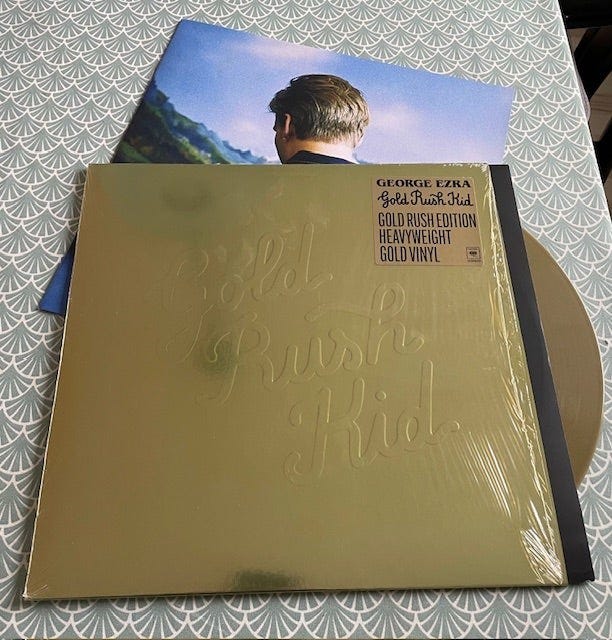 GEORGE EZRA
Gold Rush Kid
GOLD RUSH EDITION
HEAVYWEIGHT
GOLD VINYL
Gold
Rush
Kid